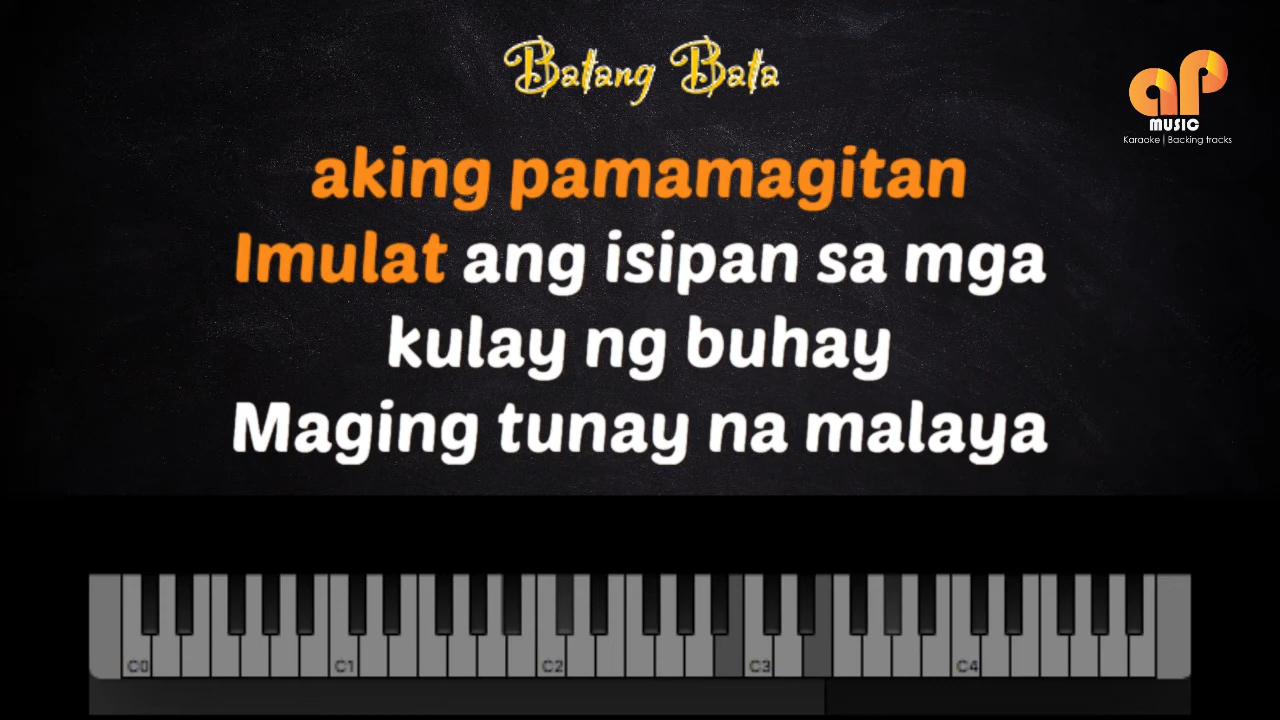 Batang Bata
ap
MUSIC
Karaoke | Backing tracks
aking pamamagitan
Imulat ang isipan sa mga
kulay ng buhay
Maging tunay na malaya
C0 C1 C2 C3 C4